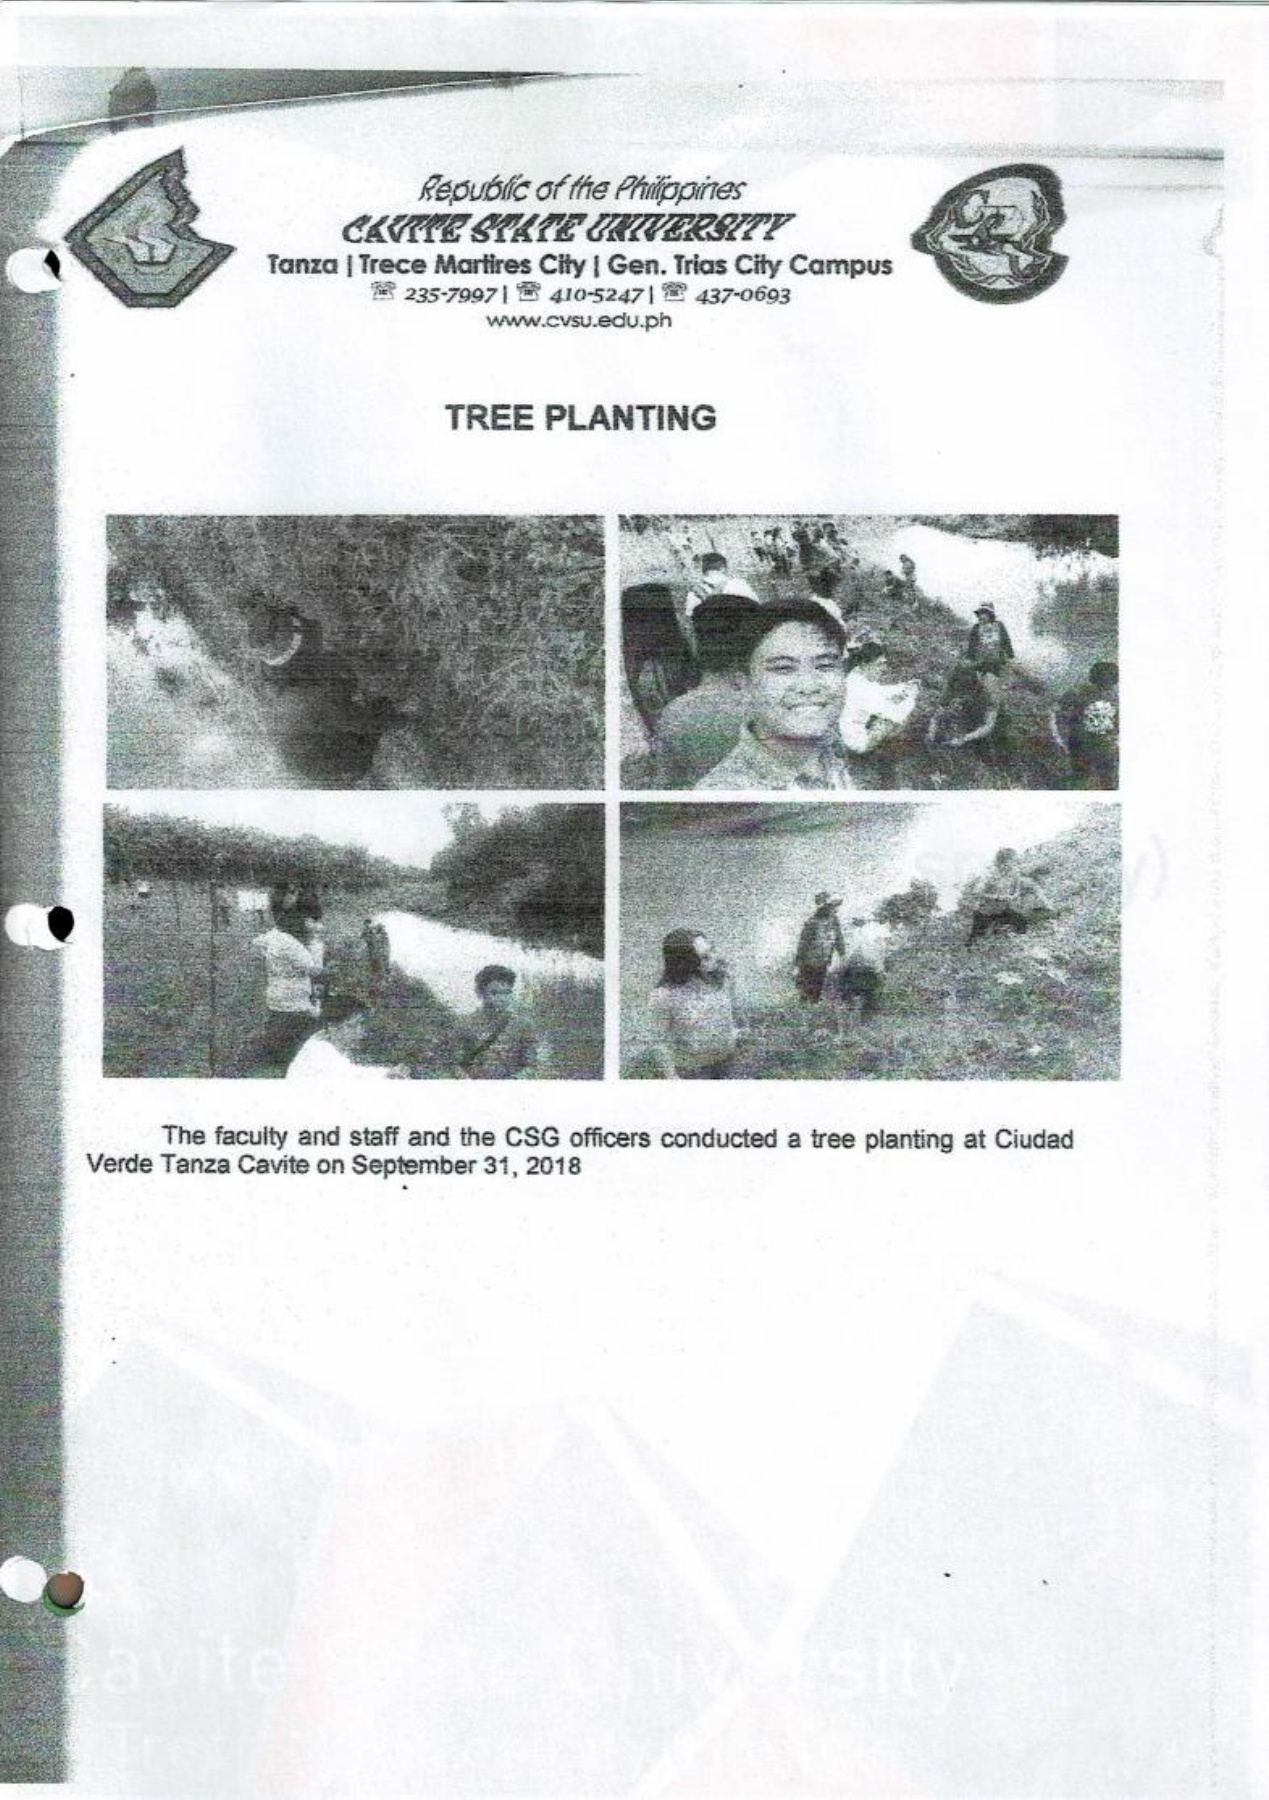 Republic of the Philippines
CAVITE STATE UNIVERSITY
Tanza | Trece Martires City | Gen. Trias City Campus
☏ 235-7997 | ☏ 410-5247 | ☏ 437-0693
www.cvsu.edu.ph
TREE PLANTING
The faculty and staff and the CSG officers conducted a tree planting at Ciudad
Verde Tanza Cavite on September 31, 2018